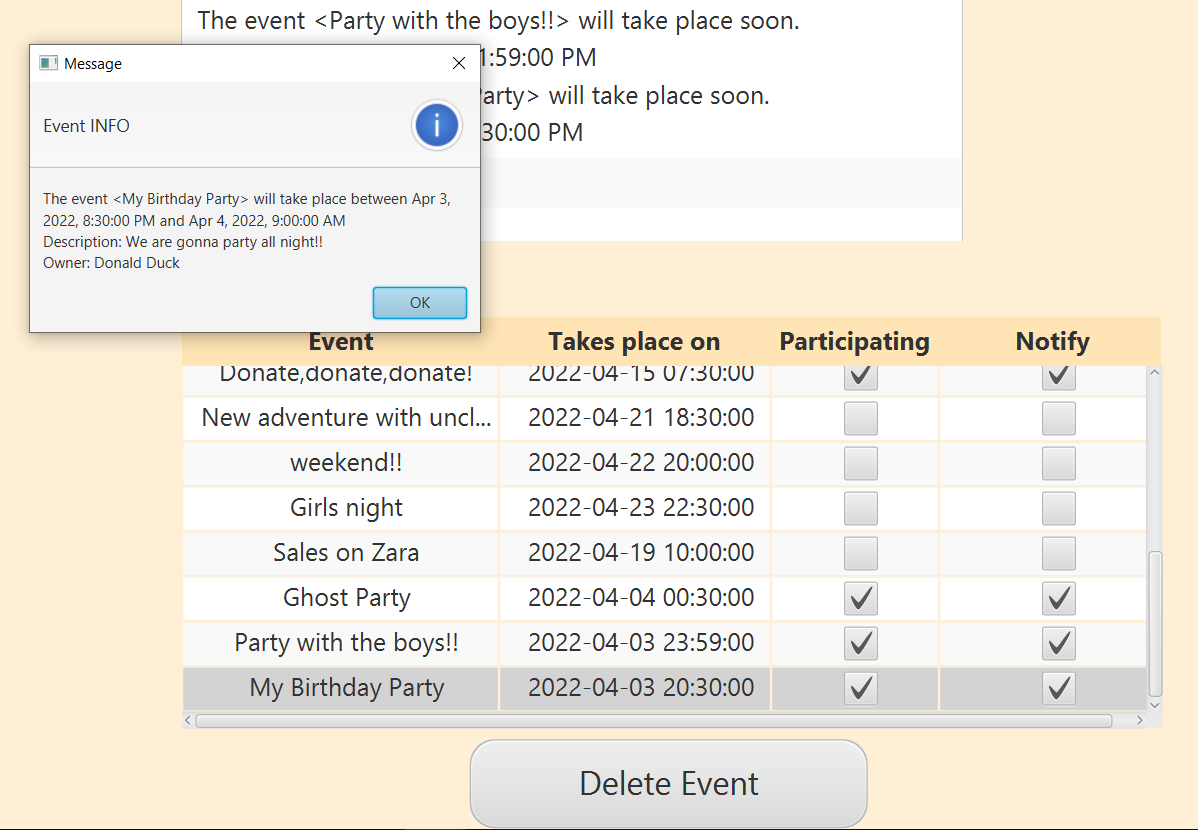 The event <Party with the boys!!> will take place soon.
1:59:00 PM
Party> will take place soon.
30:00 PM
Message
Event INFO
The event <My Birthday Party> will take place between Apr 3,
2022, 8:30:00 PM and Apr 4, 2022, 9:00:00 AM
Description: We are gonna party all night!!
Owner: Donald Duck
OK
Event Takes place on Participating Notify
Donate,donate,donate! 2022-04-15 07:30:00
New adventure with uncl... 2022-04-21 18:30:00
weekend!! 2022-04-22 20:00:00
Girls night 2022-04-23 22:30:00
Sales on Zara 2022-04-19 10:00:00
Ghost Party 2022-04-04 00:30:00
Party with the boys!! 2022-04-03 23:59:00
My Birthday Party 2022-04-03 20:30:00
Delete Event